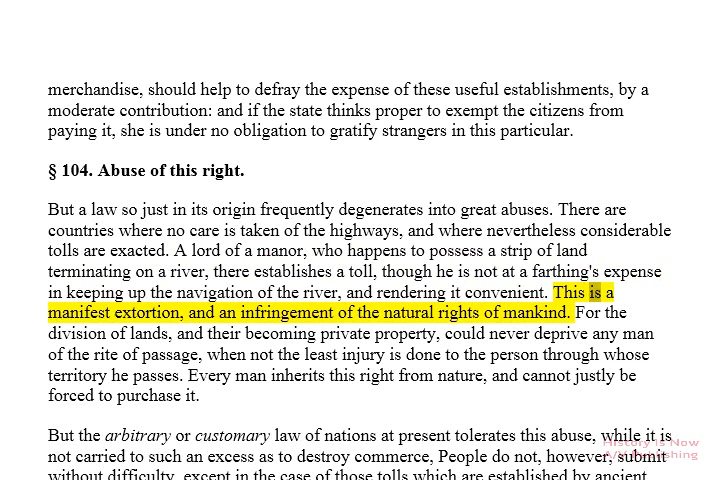 merchandise, should help to defray the expense of these useful establishments, by a
moderate contribution: and if the state thinks proper to exempt the citizens from
paying it, she is under no obligation to gratify strangers in this particular.
§ 104. Abuse of this right.
But a law so just in its origin frequently degenerates into great abuses. There are
countries where no care is taken of the highways, and where nevertheless considerable
tolls are exacted. A lord of a manor, who happens to possess a strip of land
terminating on a river, there establishes a toll, though he is not at a farthing's expense
in keeping up the navigation of the river, and rendering it convenient. This is a
manifest extortion, and an infringement of the natural rights of mankind. For the
division of lands, and their becoming private property, could never deprive any man
of the rite of passage, when not the least injury is done to the person through whose
territory he passes. Every man inherits this right from nature, and cannot justly be
forced to purchase it.
But the arbitrary or customary law of nations at present tolerates this abuse, while it is
not carried to such an excess as to destroy commerce, People do not, however, submit
without difficulty, except in the case of those tolls which are established by ancient
History Is Now
A/V Publishing